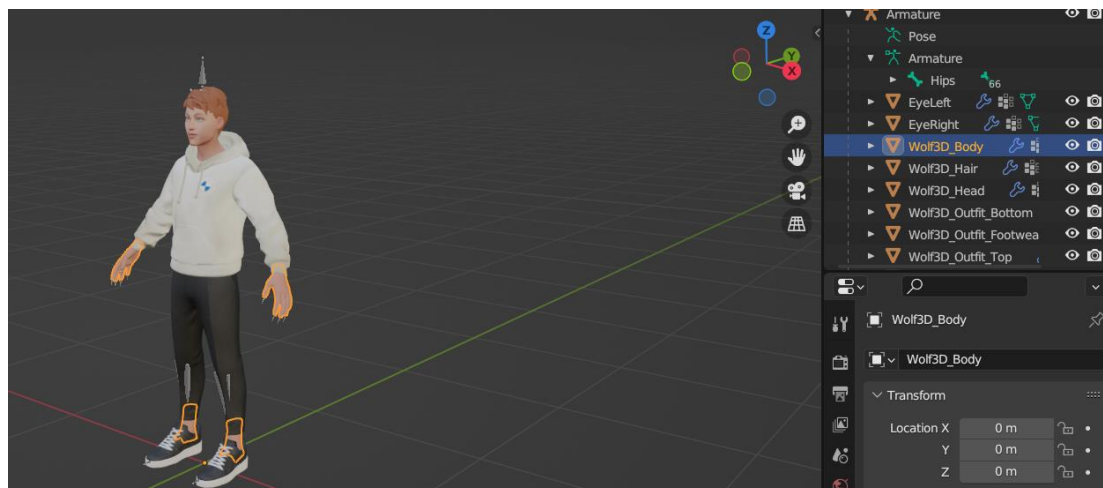 Armature
Pose
Armature
Hips 66
EyeLeft
EyeRight
Wolf3D_Body
Wolf3D_Hair
Wolf3D_Head
Wolf3D_Outfit_Bottom
Wolf3D_Outfit_Footwea
Wolf3D_Outfit_Top
Wolf3D_Body
Wolf3D_Body
Transform
Location X 0 m
Y 0 m
Z 0 m
Z
Y
X